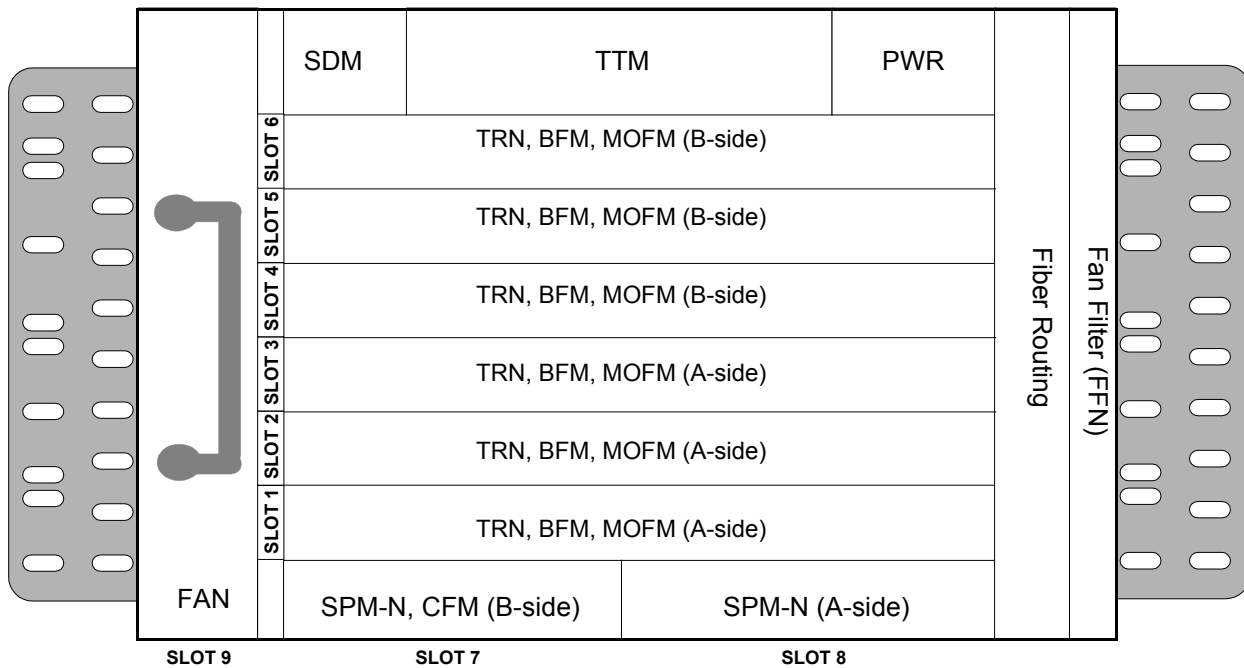 SDM
TTM
PWR
SLOT 6
TRN, BFM, MOFM (B-side)
SLOT 5
TRN, BFM, MOFM (B-side)
SLOT 4
TRN, BFM, MOFM (B-side)
SLOT 3
TRN, BFM, MOFM (A-side)
SLOT 2
TRN, BFM, MOFM (A-side)
SLOT 1
TRN, BFM, MOFM (A-side)
Fiber Routing
Fan Filter (FFN)
FAN
SPM-N, CFM (B-side)
SPM-N (A-side)
SLOT 9
SLOT 7
SLOT 8